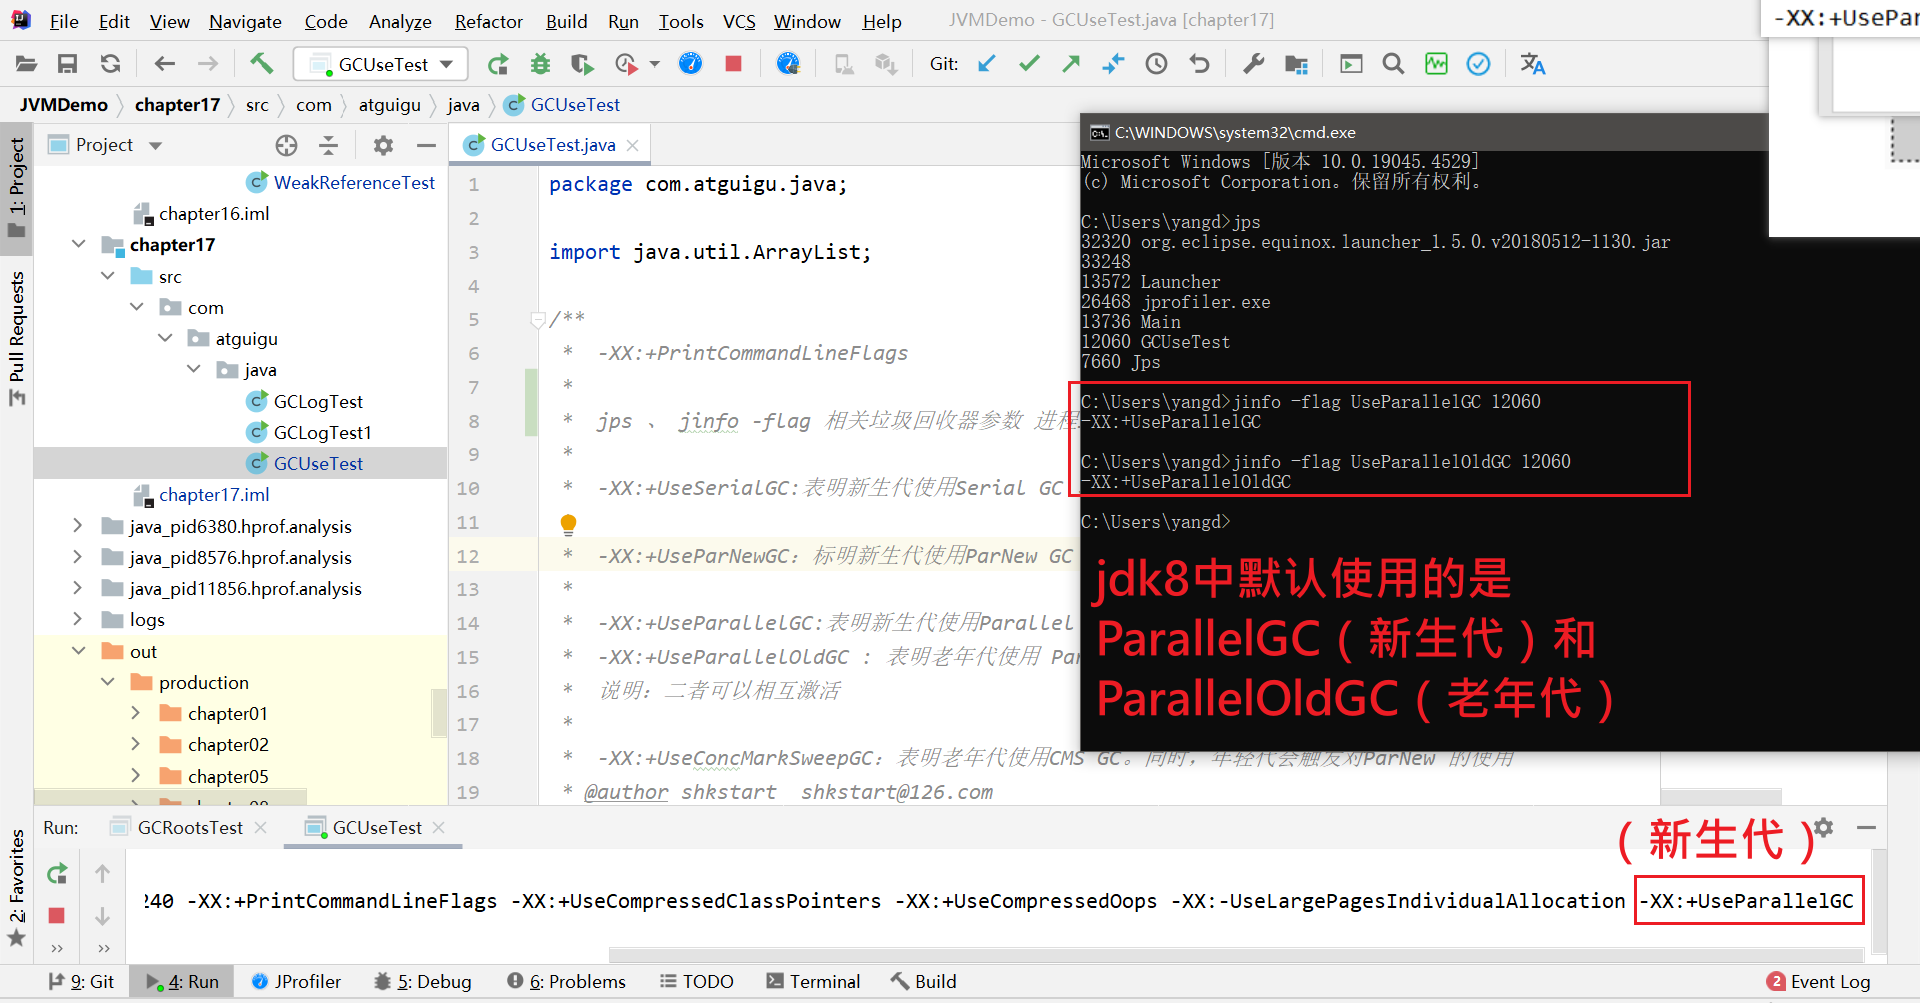 File Edit View Navigate Code Analyze Refactor Build Run Tools VCS Window Help JVMDemo - GCUseTest.java [chapter17]
GCUseTest Git:
JVMDemo chapter17 src com atguigu java GCUseTest
1: Project
Pull Requests
2: Favorites
Project
WeakReferenceTest
chapter16.iml
chapter17
src
com
atguigu
java
GCLogTest
GCLogTest1
GCUseTest
chapter17.iml
java_pid6380.hprof.analysis
java_pid8576.hprof.analysis
java_pid11856.hprof.analysis
logs
out
production
chapter01
chapter02
chapter05
GCUseTest.java
1 package com.atguigu.java;
2
3 import java.util.ArrayList;
4
5 /**
6 * -XX:+PrintCommandLineFlags
7 *
8 * jps 、 jinfo -flag 相关垃圾回收器参数 进程
9 *
10 * -XX:+UseSerialGC:表明新生代使用Serial GC
11
12 * -XX:+UseParNewGC：标明新生代使用ParNew GC
13 *
14 * -XX:+UseParallelGC:表明新生代使用Parallel
15 * -XX:+UseParallelOldGC : 表明老年代使用 Par
16 * 说明：二者可以相互激活
17 *
18 * -XX:+UseConcMarkSweepGC：表明老年代使用CMS GC。同时，年轻代会触发对ParNew 的使用
19 * @author shkstart shkstart@126.com
C:\WINDOWS\system32\cmd.exe
Microsoft Windows [版本 10.0.19045.4529]
(c) Microsoft Corporation。保留所有权利。
C:\Users\yangd>jps
32320 org.eclipse.equinox.launcher_1.5.0.v20180512-1130.jar
33248
13572 Launcher
26468 jprofiler.exe
13736 Main
12060 GCUseTest
7660 Jps
C:\Users\yangd>jinfo -flag UseParallelGC 12060
-XX:+UseParallelGC
C:\Users\yangd>jinfo -flag UseParallelOldGC 12060
-XX:+UseParallelOldGC
C:\Users\yangd>
jdk8中默认使用的是
ParallelGC（新生代）和
ParallelOldGC（老年代）
-XX:+UsePar
Run: GCRootsTest GCUseTest
（新生代）
240 -XX:+PrintCommandLineFlags -XX:+UseCompressedClassPointers -XX:+UseCompressedOops -XX:-UseLargePagesIndividualAllocation -XX:+UseParallelGC
9: Git 4: Run JProfiler 5: Debug 6: Problems TODO Terminal Build 2 Event Log